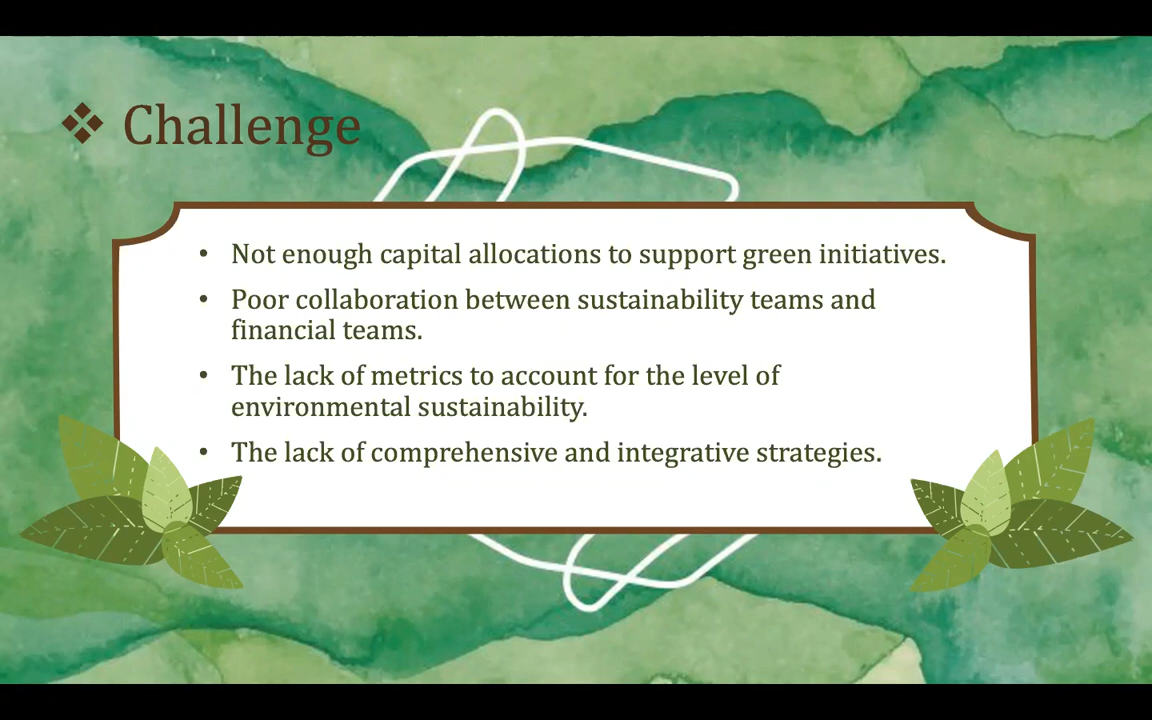 ❖ Challenge
• Not enough capital allocations to support green initiatives.
• Poor collaboration between sustainability teams and
financial teams.
• The lack of metrics to account for the level of
environmental sustainability.
• The lack of comprehensive and integrative strategies.